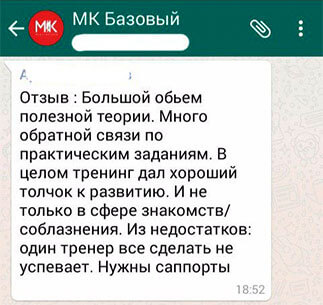 МК Базовый
МК
Отзыв : Большой обьем
полезной теории. Много
обратной связи по
практическим заданиям. В
целом тренинг дал хороший
толчок к развитию. И не
только в сфере знакомств/
соблазнения. Из недостатков:
один тренер все сделать не
успевает. Нужны саппорты
18:52